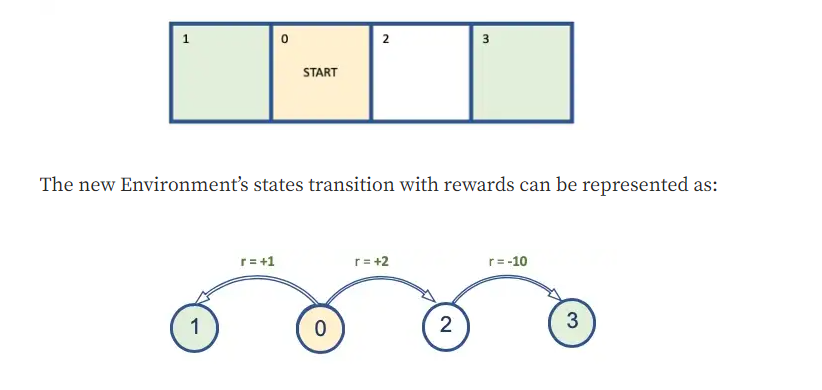 1 0 2 3
START
The new Environment’s states transition with rewards can be represented as:
r = +1 r = +2 r = -10
1 0 2 3